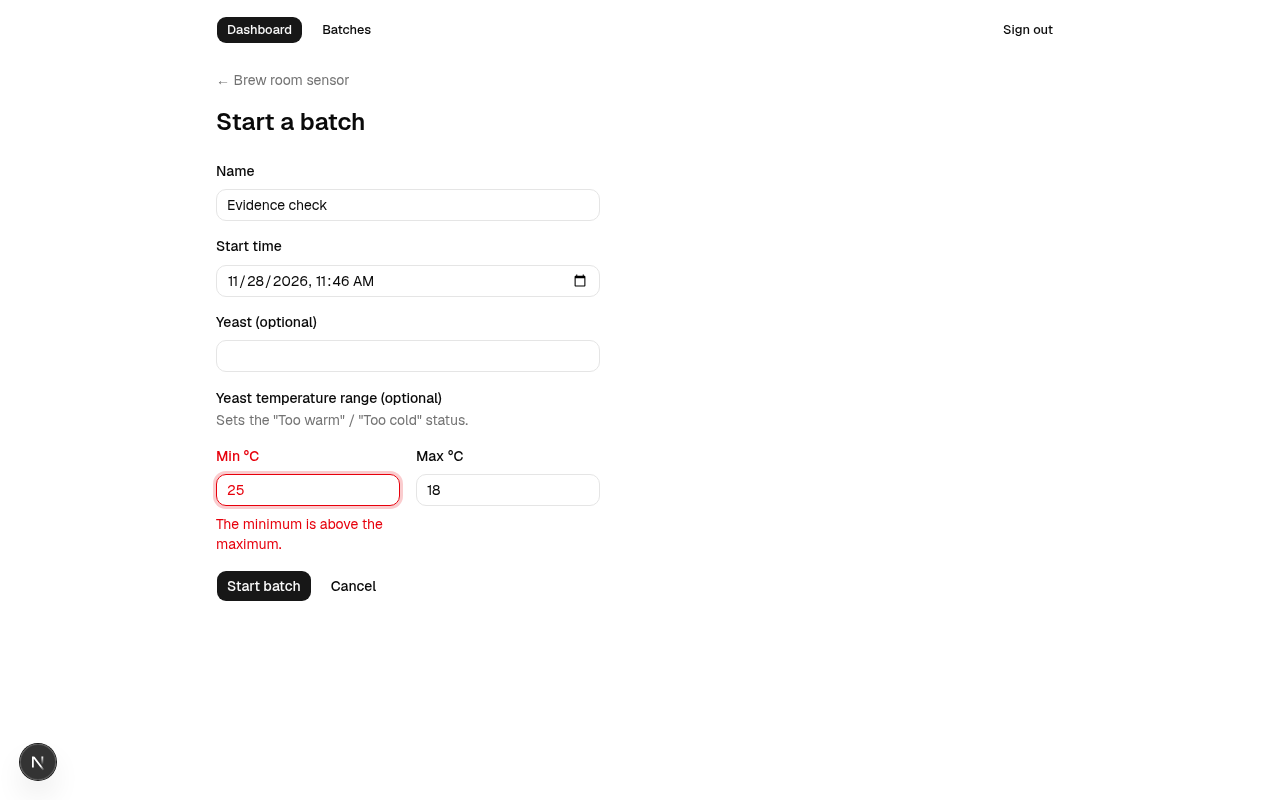 Dashboard Batches Sign out
← Brew room sensor
Start a batch
Name
Evidence check
Start time
11/28/2026, 11:46 AM
Yeast (optional)
Yeast temperature range (optional)
Sets the "Too warm" / "Too cold" status.
Min °C Max °C
25 18
The minimum is above the
maximum.
Start batch Cancel
N